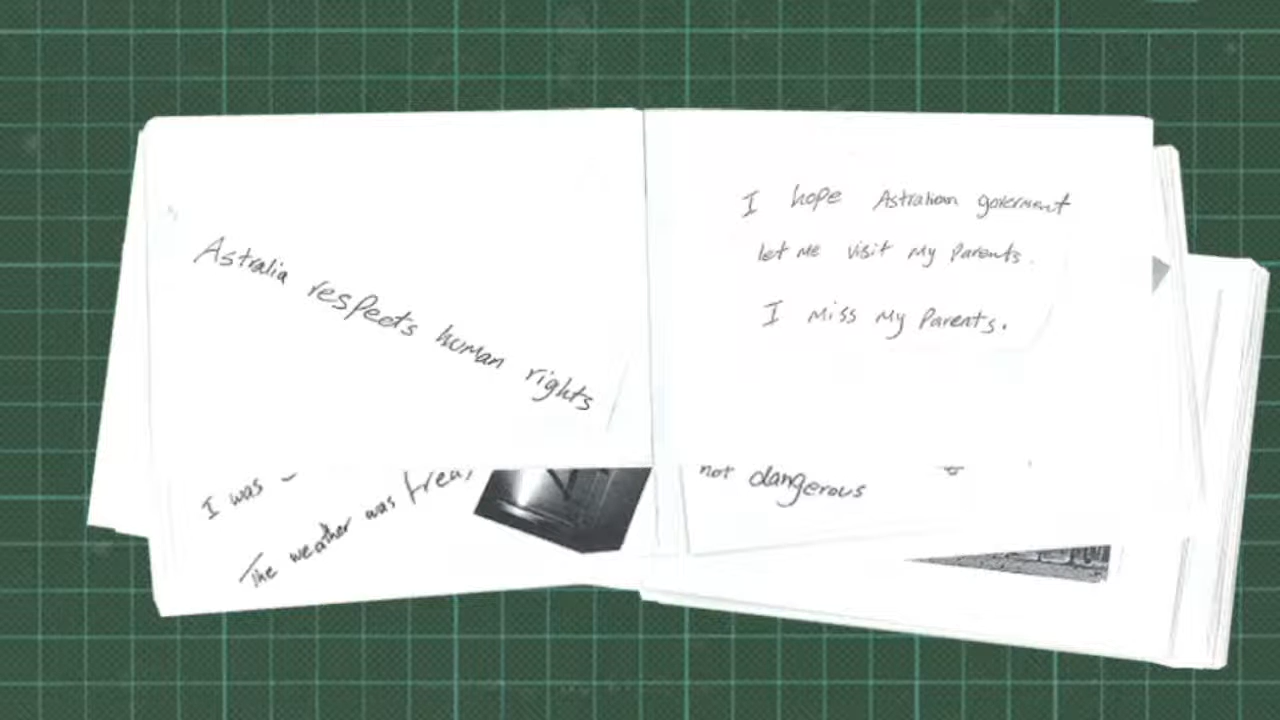 Astralia respects human rights
I hope Astralian goverment
let me visit my parents.
I miss my parents.
I was
The weather was
not dangerous